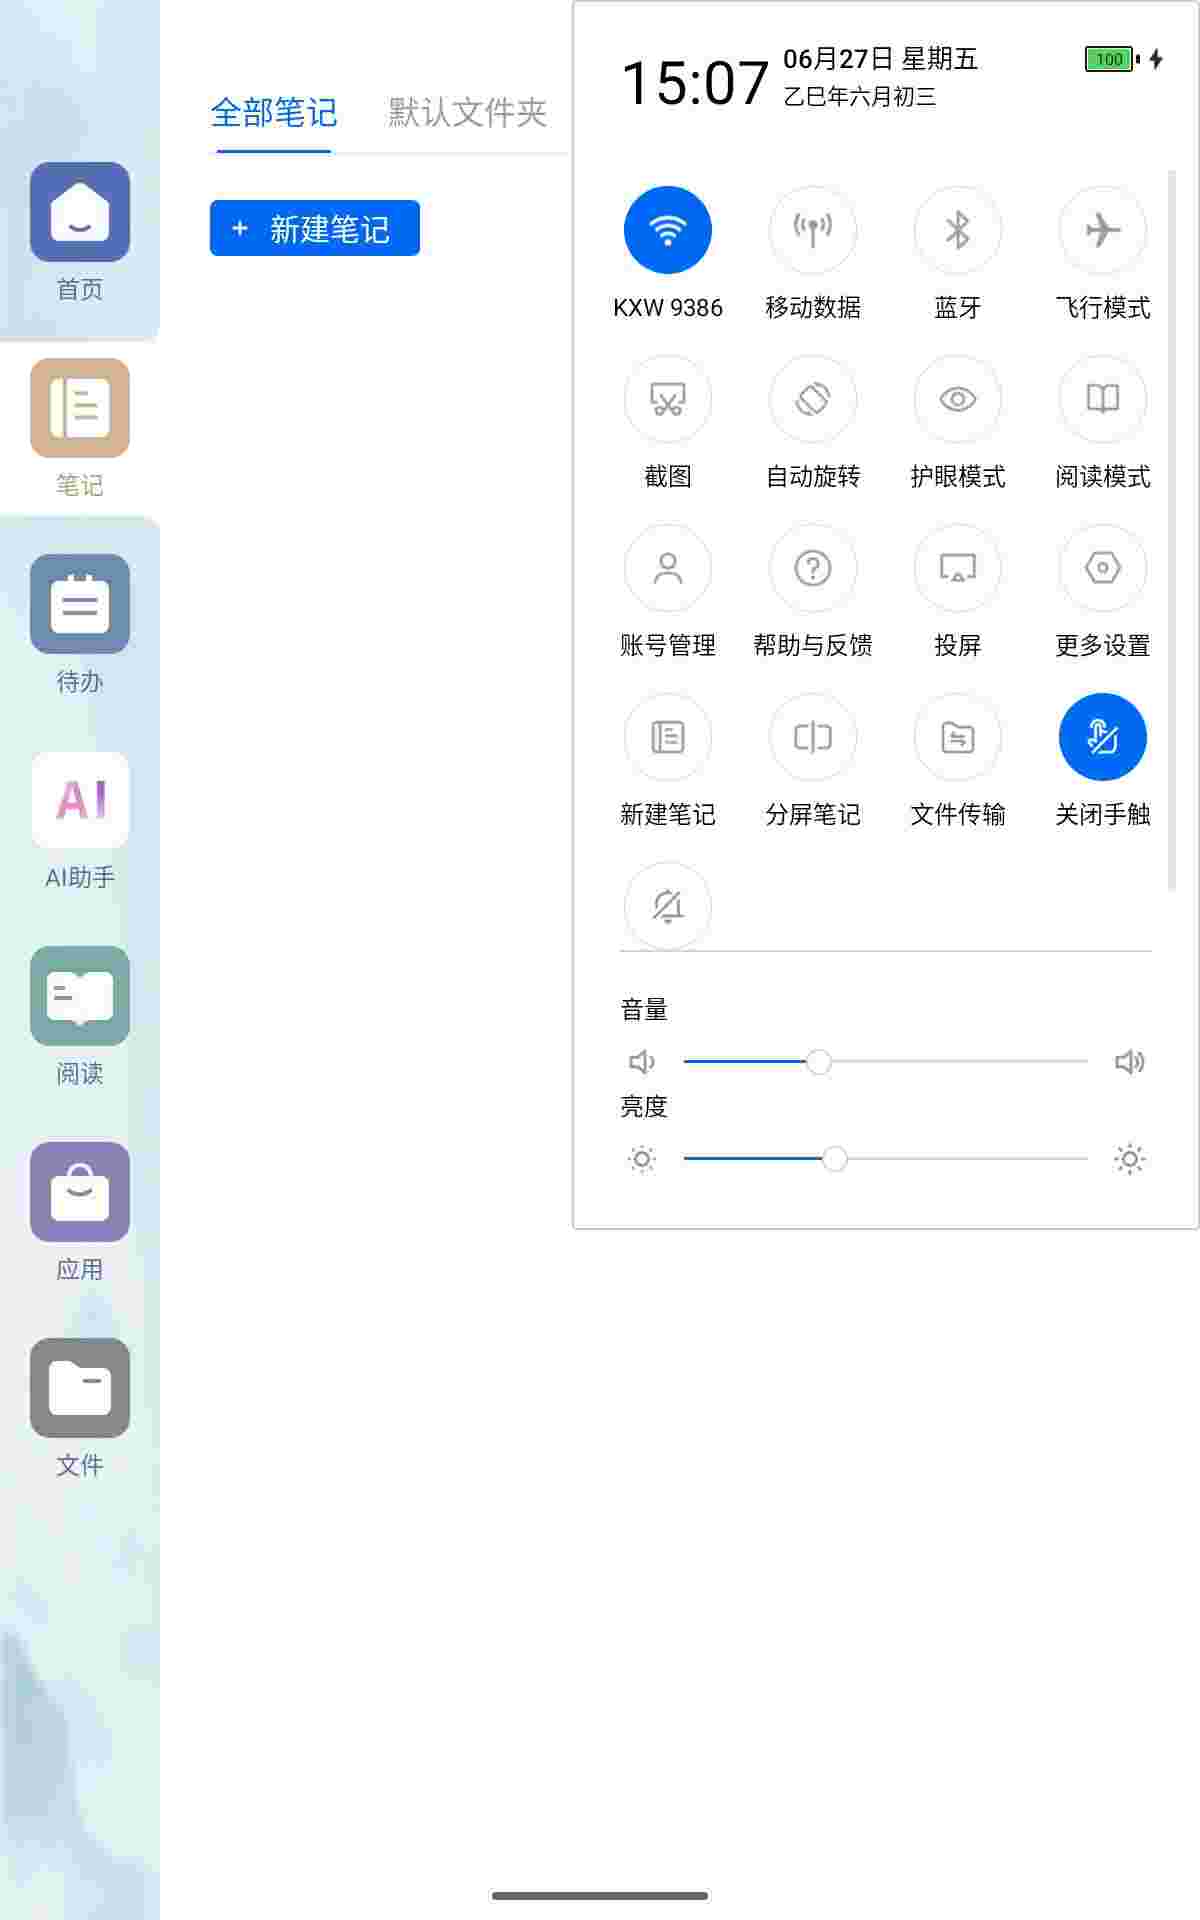 首页
笔记
待办
AI
AI助手
阅读
应用
文件
全部笔记 默认文件夹
+ 新建笔记
15:07 06月27日 星期五
乙巳年六月初三
100
KXW 9386 移动数据 蓝牙 飞行模式
截图 自动旋转 护眼模式 阅读模式
账号管理 帮助与反馈 投屏 更多设置
新建笔记 分屏笔记 文件传输 关闭手触
音量
亮度